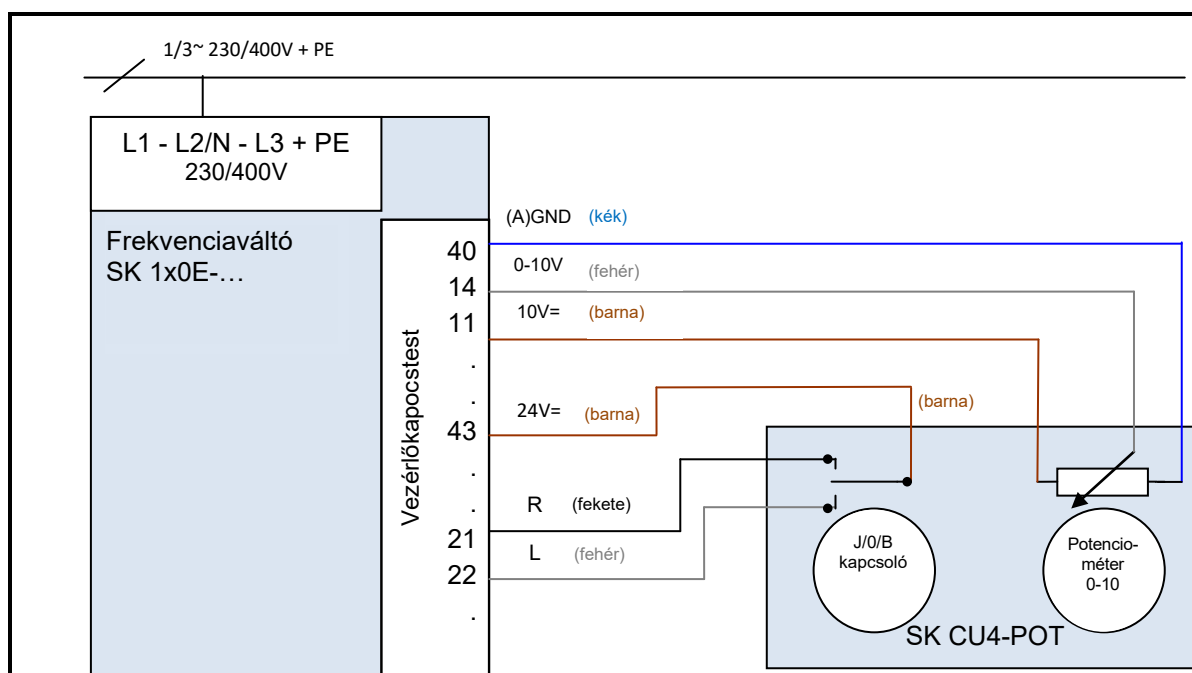 1/3~ 230/400V + PE
L1 - L2/N - L3 + PE
230/400V
Frekvenciaváltó
SK 1x0E-…
Vezérlőkapocstest
(A)GND (kék)
40
0-10V (fehér)
14
10V= (barna)
11
.
.
24V= (barna)
(barna)
43
.
.
R (fekete)
21
L (fehér)
22
.
J/0/B
kapcsoló
Potencio-
méter
0-10
SK CU4-POT